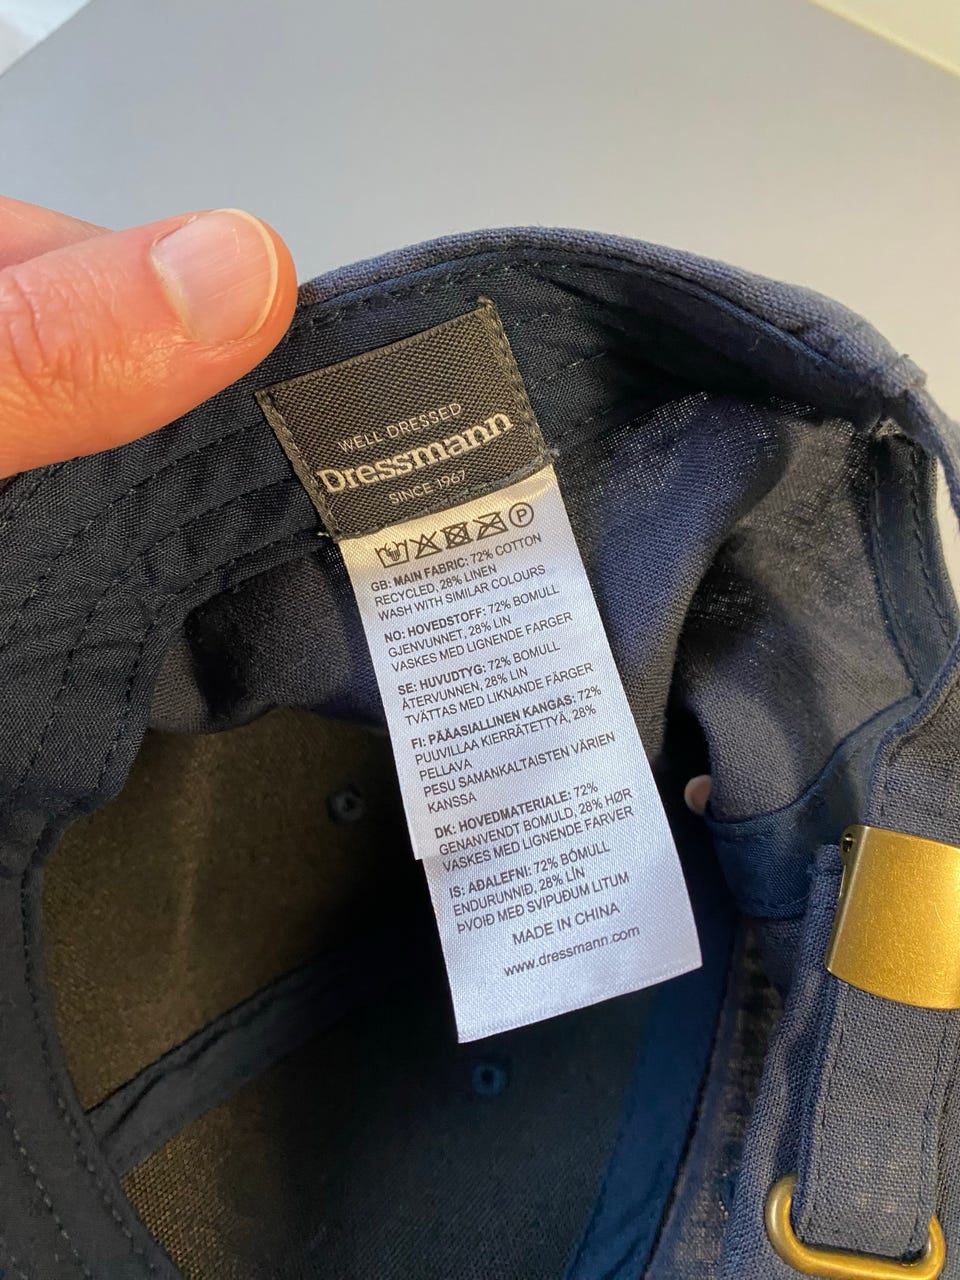 WELL DRESSED
Dressmann
SINCE 1967
P
GB: MAIN FABRIC: 72% COTTON
RECYCLED, 28% LINEN
WASH WITH SIMILAR COLOURS
NO: HOVEDSTOFF: 72% BOMULL
GJENVUNNET, 28% LIN
VASKES MED LIGNENDE FARGER
SE: HUVUDTYG: 72% BOMULL
ÅTERVUNNEN, 28% LIN
TVÄTTAS MED LIKNANDE FÄRGER
FI: PÄÄASIALLINEN KANGAS: 72%
PUUVILLAA KIERRÄTETTYÄ, 28%
PELLAVA
PESU SAMANKALTAISTEN VÄRIEN
KANSSA
DK: HOVEDMATERIALE: 72%
GENANVENDT BOMULD, 28% HØR
VASKES MED LIGNENDE FARVER
IS: AÐALEFNI: 72% BÓMULL
ENDURUNNIÐ, 28% LÍN
ÞVOIÐ MEÐ SVIPUÐUM LITUM
MADE IN CHINA
www.dressmann.com